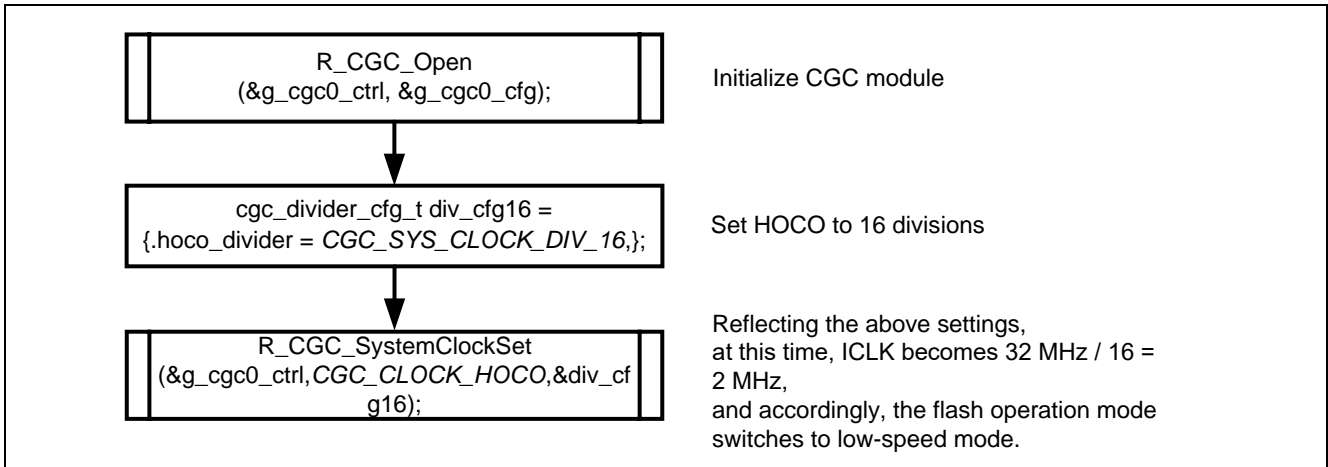 R_CGC_Open
(&g_cgc0_ctrl, &g_cgc0_cfg);
Initialize CGC module
cgc_divider_cfg_t div_cfg16 =
{.hoco_divider = CGC_SYS_CLOCK_DIV_16,};
Set HOCO to 16 divisions
R_CGC_SystemClockSet
(&g_cgc0_ctrl,CGC_CLOCK_HOCO,&div_cf
g16);
Reflecting the above settings,
at this time, ICLK becomes 32 MHz / 16 =
2 MHz,
and accordingly, the flash operation mode
switches to low-speed mode.